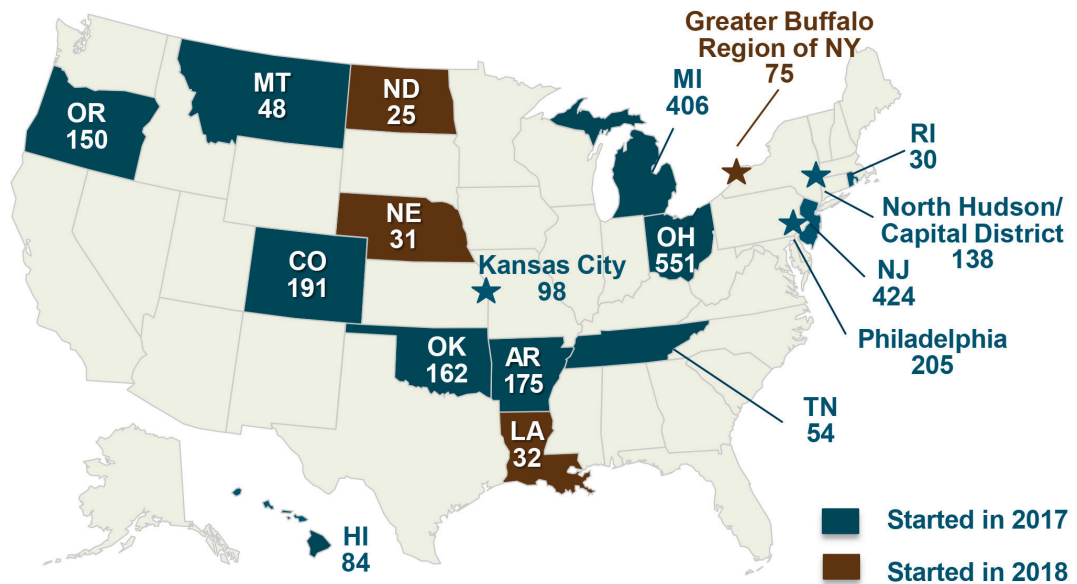 Greater Buffalo
Region of NY
75
MT
48
ND
25
MI
406
OR
150
RI
30
NE
31
North Hudson/
Capital District
138
OH
551
CO
191
Kansas City
98
NJ
424
Philadelphia
205
OK
162
AR
175
TN
54
LA
32
HI
84
Started in 2017
Started in 2018